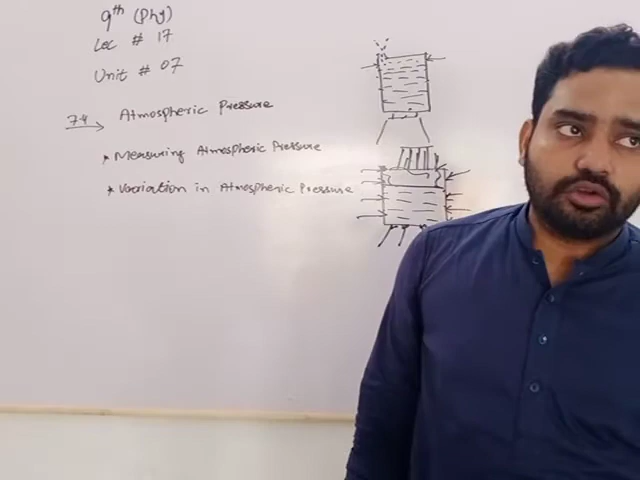 9th (Phy)
Lec # 17
Unit # 07
7.4 → Atmospheric Pressure
* Measuring Atmospheric Pressure
* Variation in Atmospheric Pressure